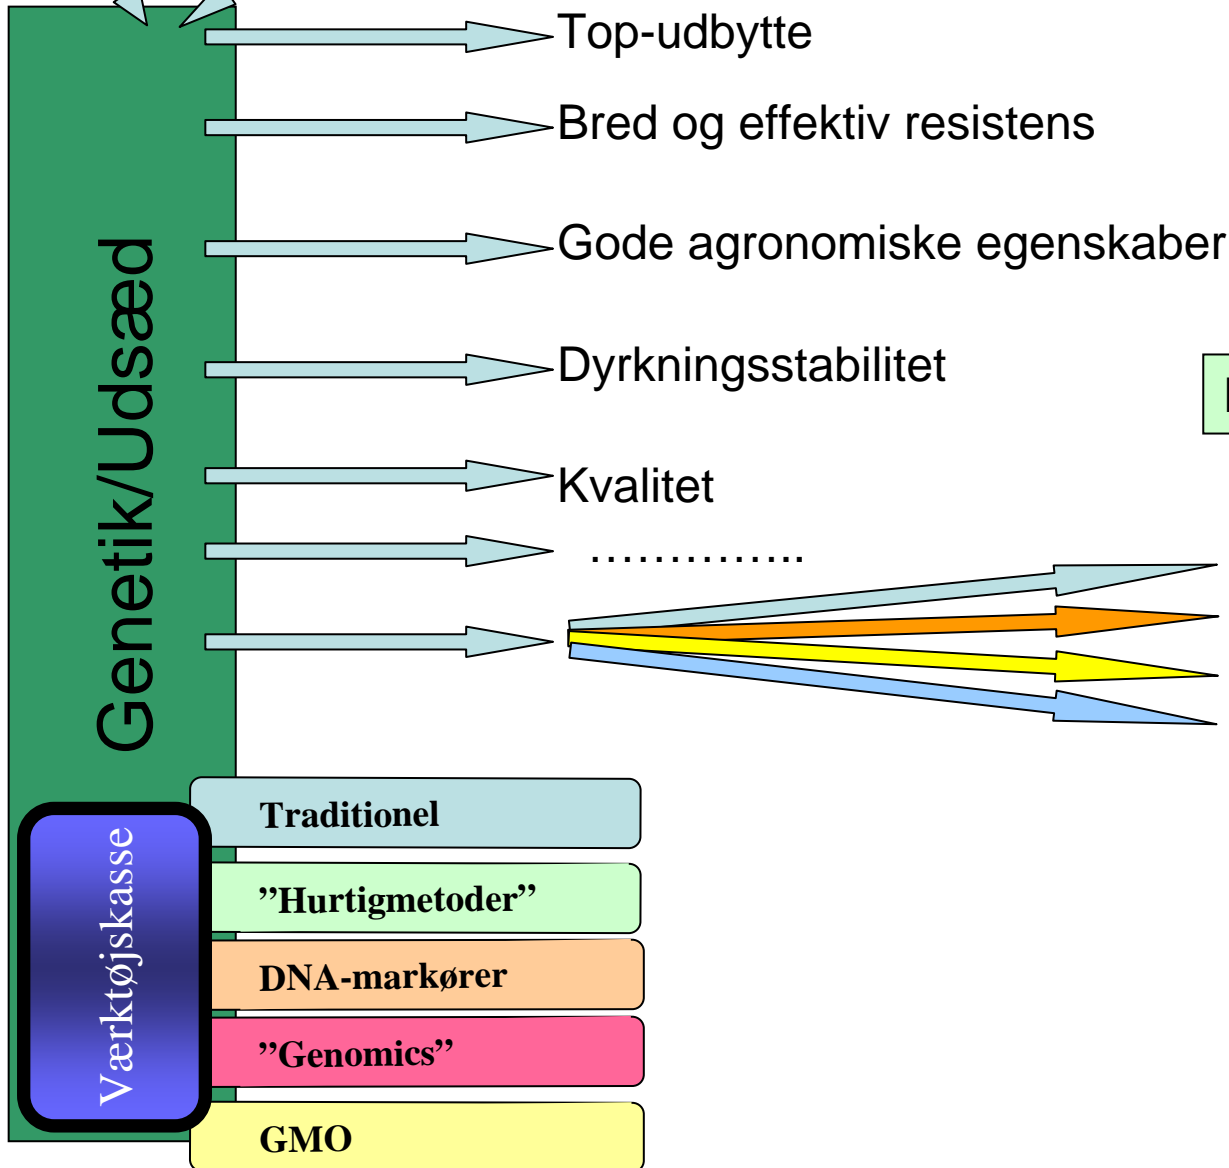 Top-udbytte
Bred og effektiv resistens
Gode agronomiske egenskaber
Dyrkningsstabilitet
Kvalitet
…………..
Genetik/Udsæd
Værktøjskasse
Traditionel
”Hurtigmetoder”
DNA-markører
”Genomics”
GMO